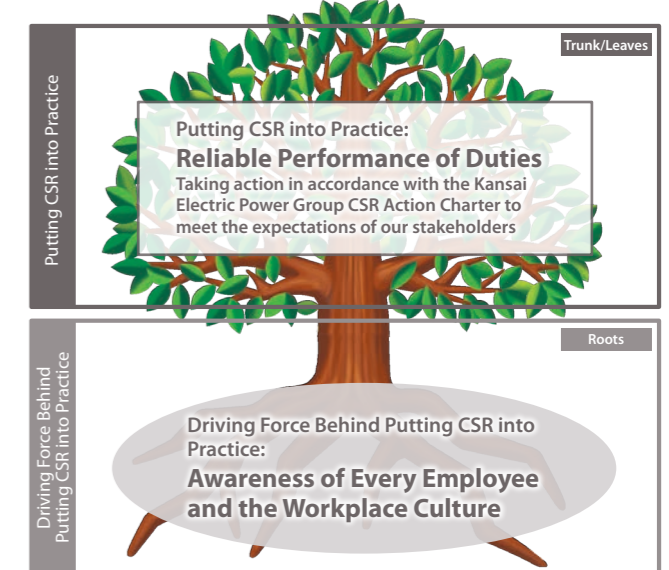 Trunk/Leaves
Putting CSR into Practice
Putting CSR into Practice:
Reliable Performance of Duties
Taking action in accordance with the Kansai
Electric Power Group CSR Action Charter to
meet the expectations of our stakeholders
Roots
Driving Force Behind
Putting CSR into Practice
Driving Force Behind Putting CSR into
Practice:
Awareness of Every Employee
and the Workplace Culture